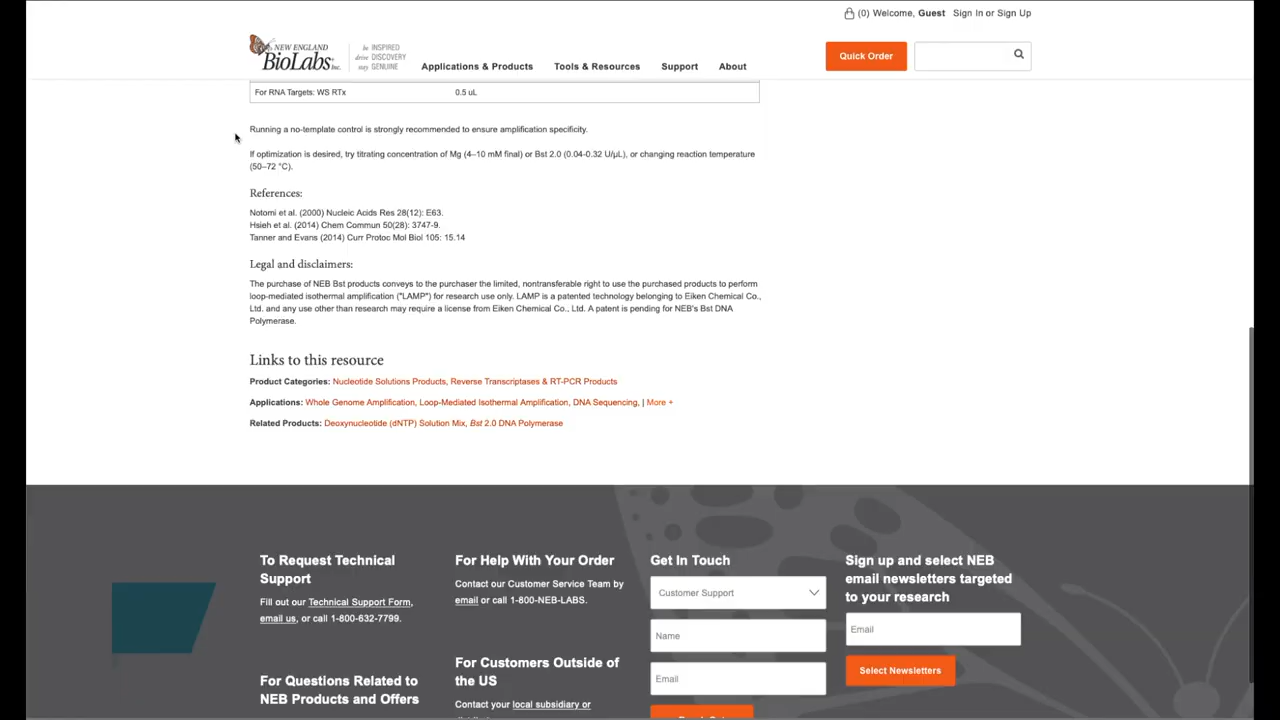 (0) Welcome, Guest Sign In or Sign Up
NEW ENGLAND
BioLabs Inc.
be INSPIRED
drive DISCOVERY
stay GENUINE
Applications & Products
Tools & Resources
Support
About
Quick Order
For RNA Targets: WS RTx 0.5 uL
Running a no-template control is strongly recommended to ensure amplification specificity.
If optimization is desired, try titrating concentration of Mg (4–10 mM final) or Bst 2.0 (0.04-0.32 U/μL), or changing reaction temperature
(50–72 °C).
References:
Notomi et al. (2000) Nucleic Acids Res 28(12): E63.
Hsieh et al. (2014) Chem Commun 50(28): 3747-9.
Tanner and Evans (2014) Curr Protoc Mol Biol 105: 15.14
Legal and disclaimers:
The purchase of NEB Bst products conveys to the purchaser the limited, nontransferable right to use the purchased products to perform
loop-mediated isothermal amplification ("LAMP") for research use only. LAMP is a patented technology belonging to Eiken Chemical Co.,
Ltd. and any use other than research may require a license from Eiken Chemical Co., Ltd. A patent is pending for NEB's Bst DNA
Polymerase.
Links to this resource
Product Categories: Nucleotide Solutions Products, Reverse Transcriptases & RT-PCR Products
Applications: Whole Genome Amplification, Loop-Mediated Isothermal Amplification, DNA Sequencing, | More +
Related Products: Deoxynucleotide (dNTP) Solution Mix, Bst 2.0 DNA Polymerase
To Request Technical
Support
Fill out our Technical Support Form,
email us, or call 1-800-632-7799.
For Questions Related to
NEB Products and Offers
For Help With Your Order
Contact our Customer Service Team by
email or call 1-800-NEB-LABS.
For Customers Outside of
the US
Contact your local subsidiary or
Get In Touch
Customer Support
Name
Email
Sign up and select NEB
email newsletters targeted
to your research
Email
Select Newsletters